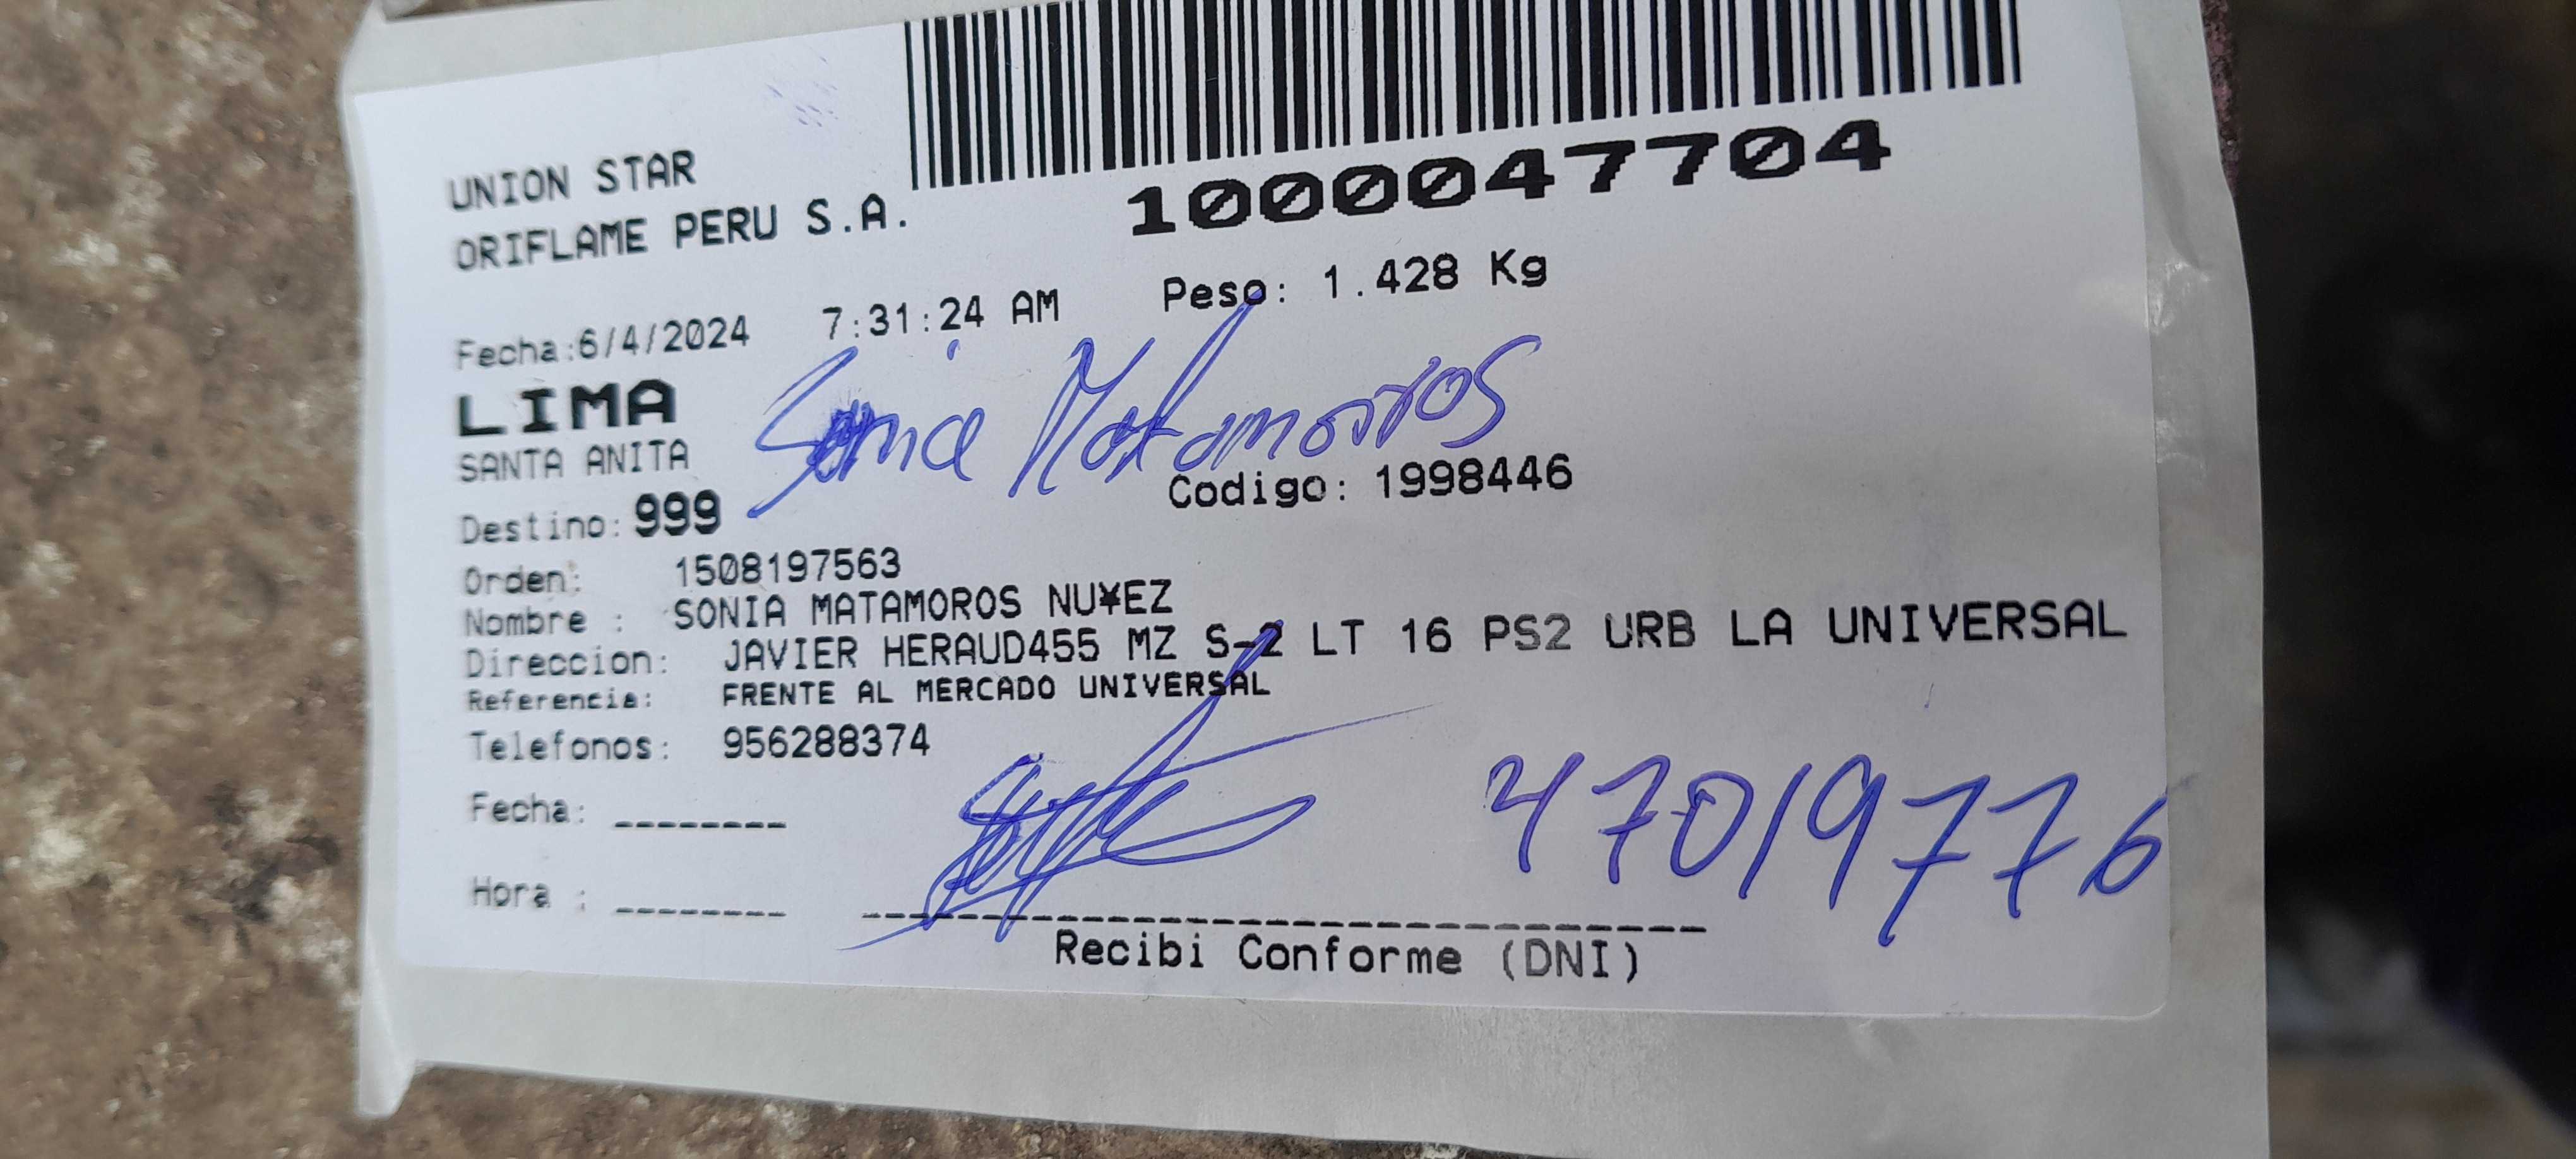 1000047704
UNION STAR
ORIFLAME PERU S.A.
Fecha:6/4/2024 7:31:24 AM Peso: 1.428 Kg
LIMA
Sonia Matamoros
SANTA ANITA
Destino: 999 Codigo: 1998446
Orden: 1508197563
Nombre : SONIA MATAMOROS NU¥EZ
Direccion: JAVIER HERAUD455 MZ S-2 LT 16 PS2 URB LA UNIVERSAL
Referencia: FRENTE AL MERCADO UNIVERSAL
Telefonos: 956288374
Fecha: ________
47019776
Hora : ________
Recibi Conforme (DNI)